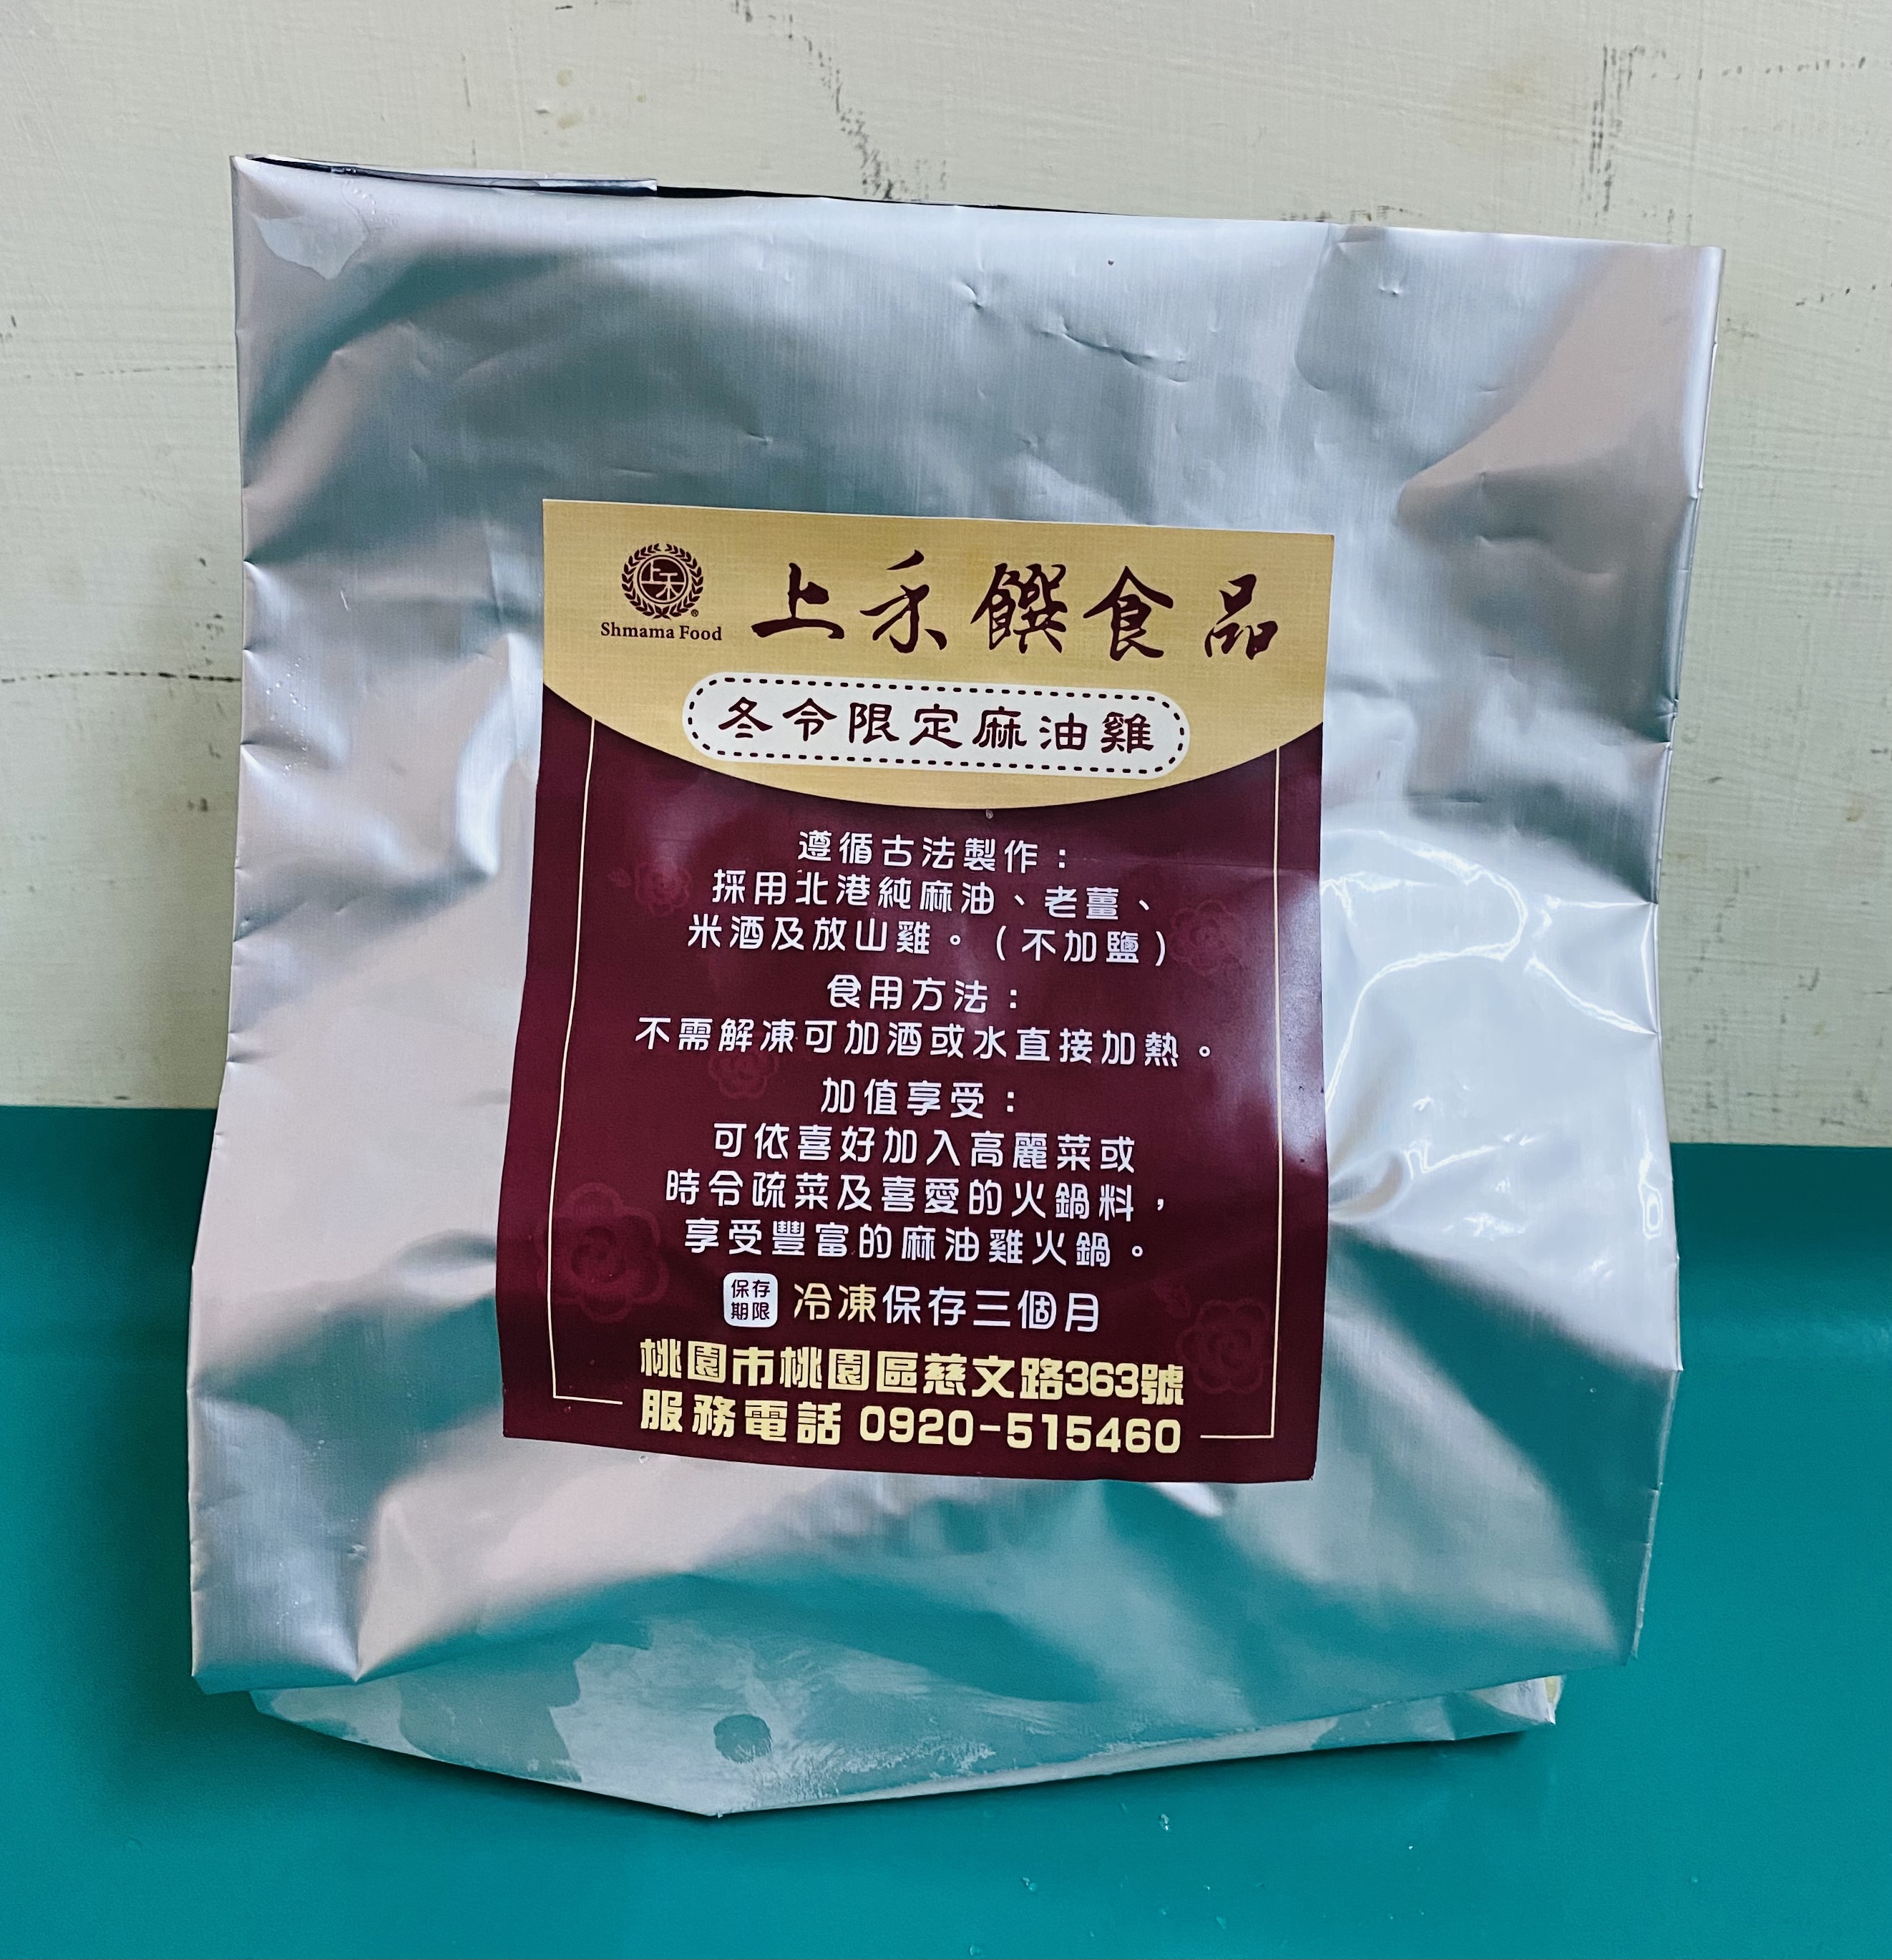 上禾
Shmama Food
上禾饌食品
冬令限定麻油雞
遵循古法製作：
採用北港純麻油、老薑、
米酒及放山雞。（不加鹽）
食用方法：
不需解凍可加酒或水直接加熱。
加值享受：
可依喜好加入高麗菜或
時令疏菜及喜愛的火鍋料，
享受豐富的麻油雞火鍋。
保存期限 冷凍保存三個月
桃園市桃園區慈文路363號
服務電話 0920-515460